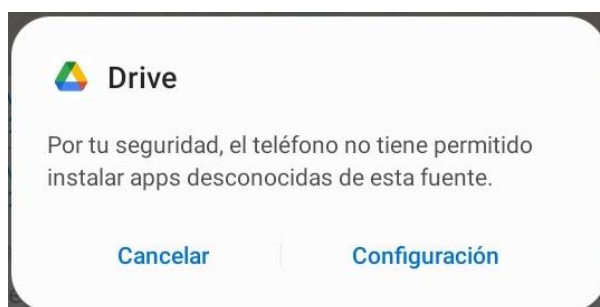 Drive
Por tu seguridad, el teléfono no tiene permitido
instalar apps desconocidas de esta fuente.
Cancelar
Configuración